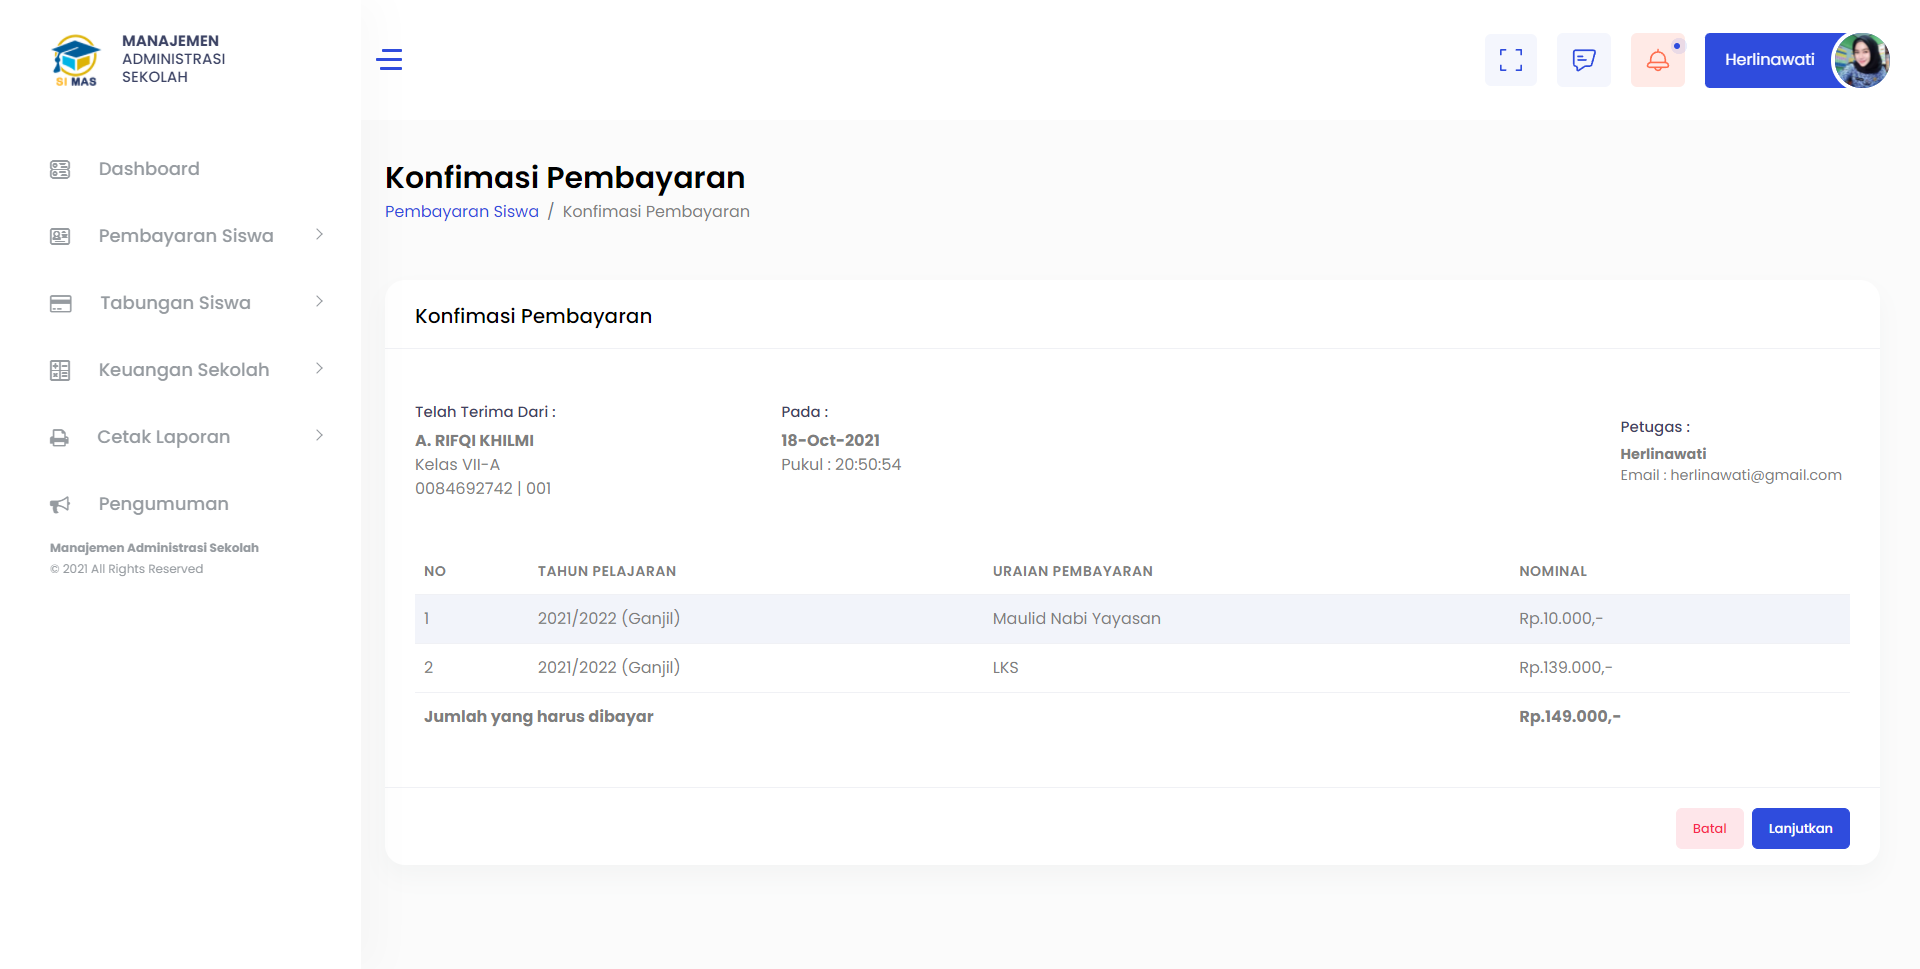 MANAJEMEN
ADMINISTRASI
SEKOLAH
SI MAS
Herlinawati
Dashboard
Pembayaran Siswa
Tabungan Siswa
Keuangan Sekolah
Cetak Laporan
Pengumuman
Manajemen Administrasi Sekolah
© 2021 All Rights Reserved
Konfimasi Pembayaran
Pembayaran Siswa / Konfimasi Pembayaran
Konfimasi Pembayaran
Telah Terima Dari :
A. RIFQI KHILMI
Kelas VII-A
0084692742 | 001
Pada :
18-Oct-2021
Pukul : 20:50:54
Petugas :
Herlinawati
Email : herlinawati@gmail.com
NO TAHUN PELAJARAN URAIAN PEMBAYARAN NOMINAL
1 2021/2022 (Ganjil) Maulid Nabi Yayasan Rp.10.000,-
2 2021/2022 (Ganjil) LKS Rp.139.000,-
Jumlah yang harus dibayar Rp.149.000,-
Batal Lanjutkan